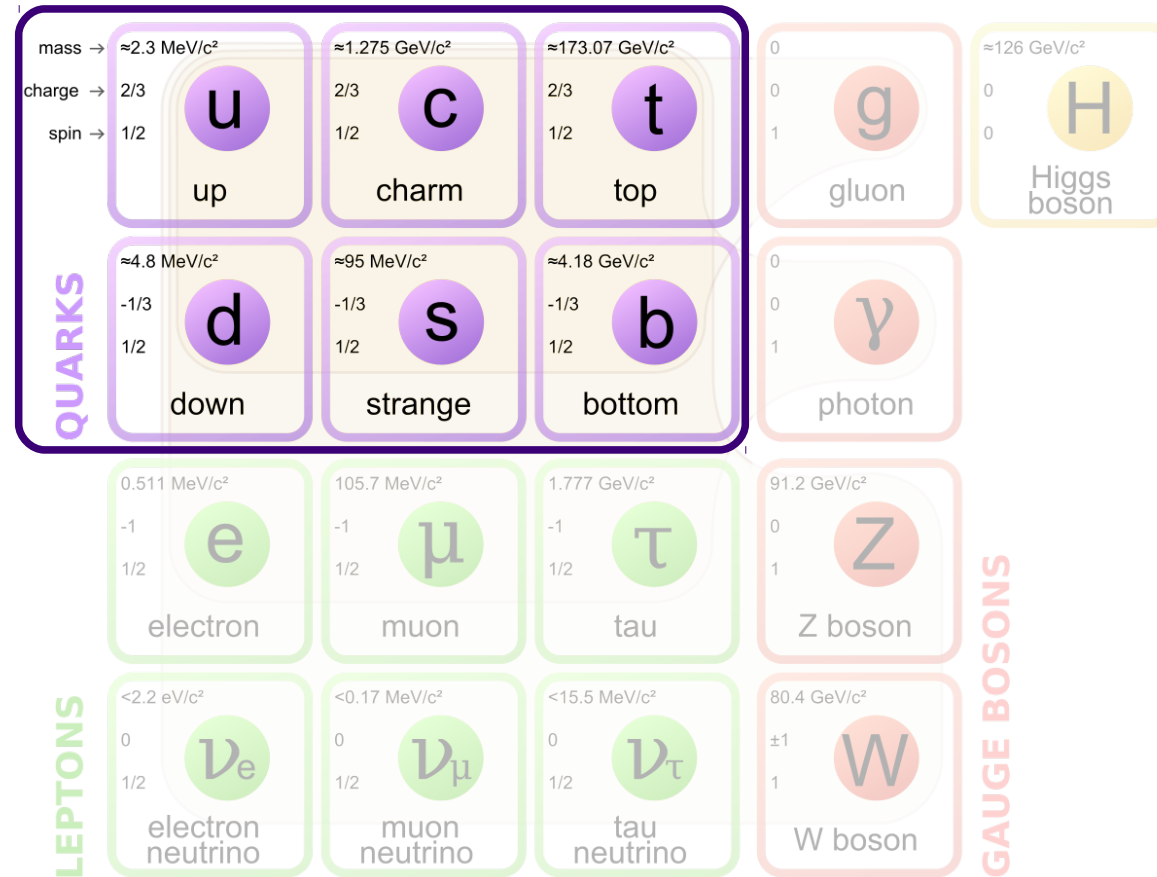 mass → ≈2.3 MeV/c² ≈1.275 GeV/c² ≈173.07 GeV/c² 0 ≈126 GeV/c²
charge → 2/3 2/3 2/3 0 0
spin → 1/2 1/2 1/2 1 0
u c t g H
up charm top gluon Higgs
boson
QUARKS
≈4.8 MeV/c² ≈95 MeV/c² ≈4.18 GeV/c² 0
-1/3 -1/3 -1/3 0
1/2 1/2 1/2 1
d s b γ
down strange bottom photon
0.511 MeV/c² 105.7 MeV/c² 1.777 GeV/c² 91.2 GeV/c²
-1 -1 -1 0
1/2 1/2 1/2 1
e μ τ Z
electron muon tau Z boson
LEPTONS
<2.2 eV/c² <0.17 MeV/c² <15.5 MeV/c² 80.4 GeV/c²
0 0 0 ±1
1/2 1/2 1/2 1
νe νμ ντ W
electron muon tau W boson
neutrino neutrino neutrino
GAUGE BOSONS